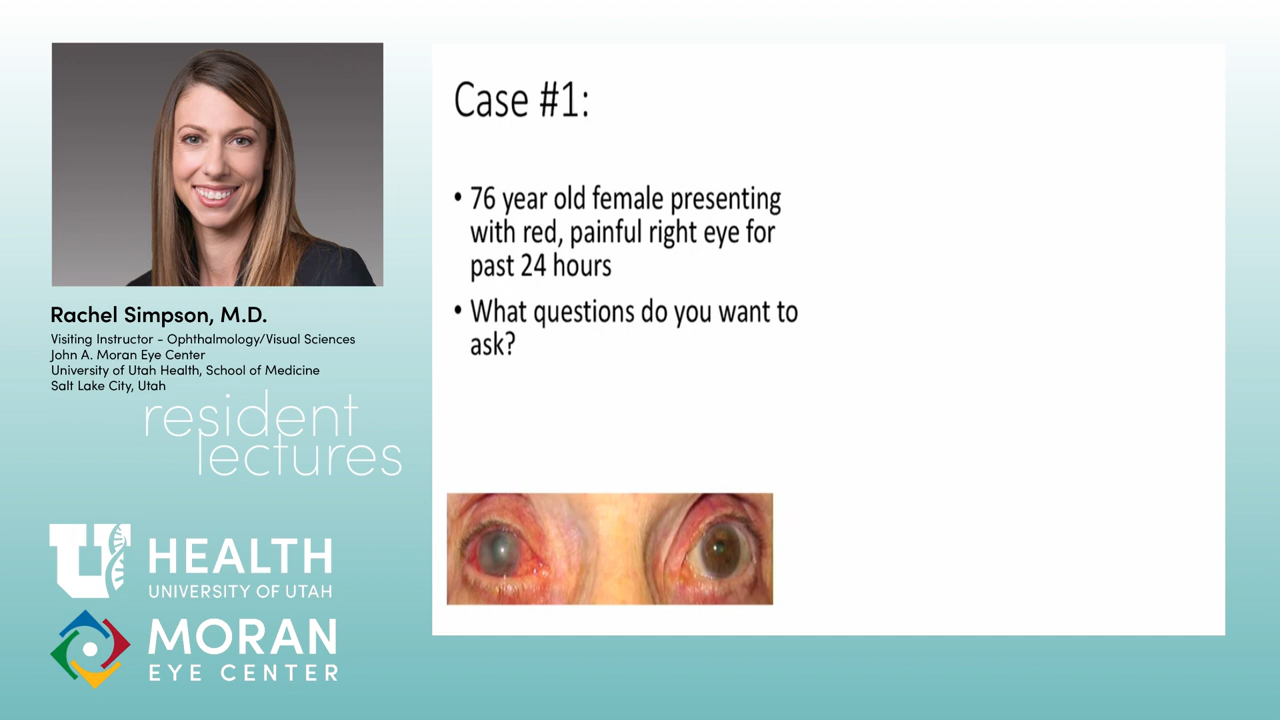 Rachel Simpson, M.D.
Visiting Instructor - Ophthalmology/Visual Sciences
John A. Moran Eye Center
University of Utah Health, School of Medicine
Salt Lake City, Utah
resident
lectures
U HEALTH
UNIVERSITY OF UTAH
MORAN
EYE CENTER
Case #1:
• 76 year old female presenting
with red, painful right eye for
past 24 hours
• What questions do you want to
ask?